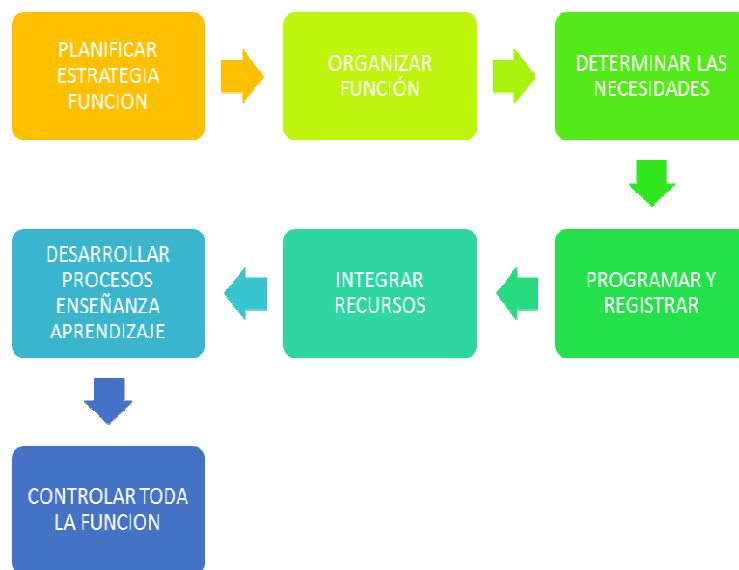 PLANIFICAR
ESTRATEGIA
FUNCION
ORGANIZAR
FUNCIÓN
DETERMINAR LAS
NECESIDADES
PROGRAMAR Y
REGISTRAR
INTEGRAR
RECURSOS
DESARROLLAR
PROCESOS
ENSEÑANZA
APRENDIZAJE
CONTROLAR TODA
LA FUNCION